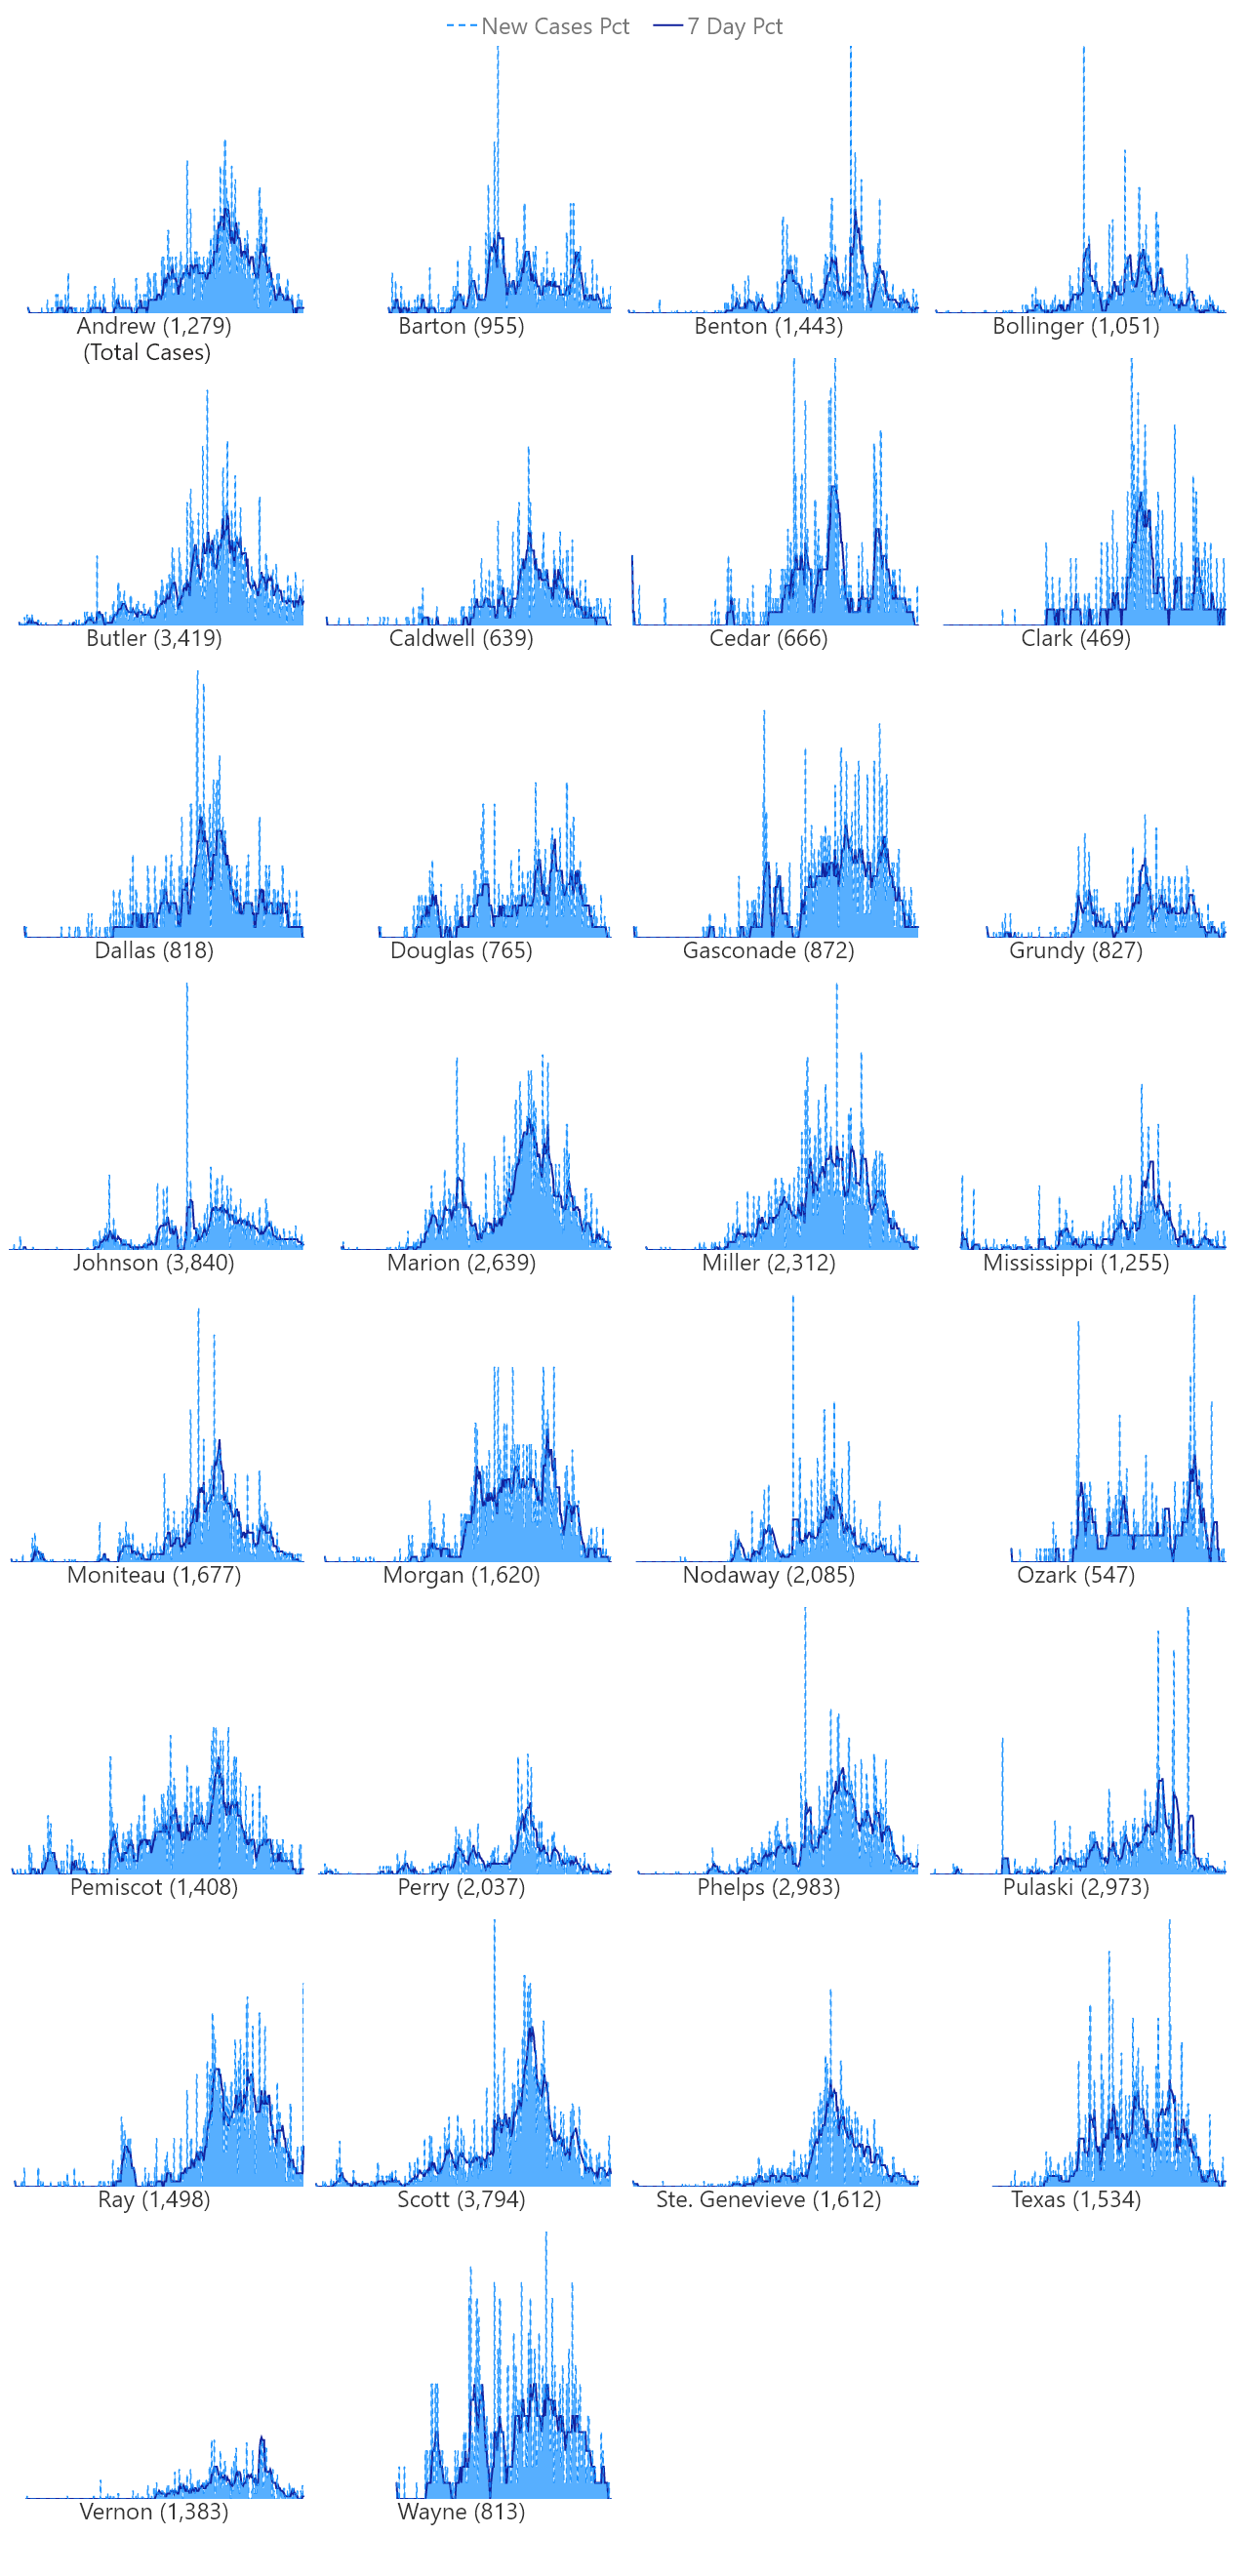 New Cases Pct 7 Day Pct
Andrew (1,279) Barton (955) Benton (1,443) Bollinger (1,051)
(Total Cases)
Butler (3,419) Caldwell (639) Cedar (666) Clark (469)
Dallas (818) Douglas (765) Gasconade (872) Grundy (827)
Johnson (3,840) Marion (2,639) Miller (2,312) Mississippi (1,255)
Moniteau (1,677) Morgan (1,620) Nodaway (2,085) Ozark (547)
Pemiscot (1,408) Perry (2,037) Phelps (2,983) Pulaski (2,973)
Ray (1,498) Scott (3,794) Ste. Genevieve (1,612) Texas (1,534)
Vernon (1,383) Wayne (813)